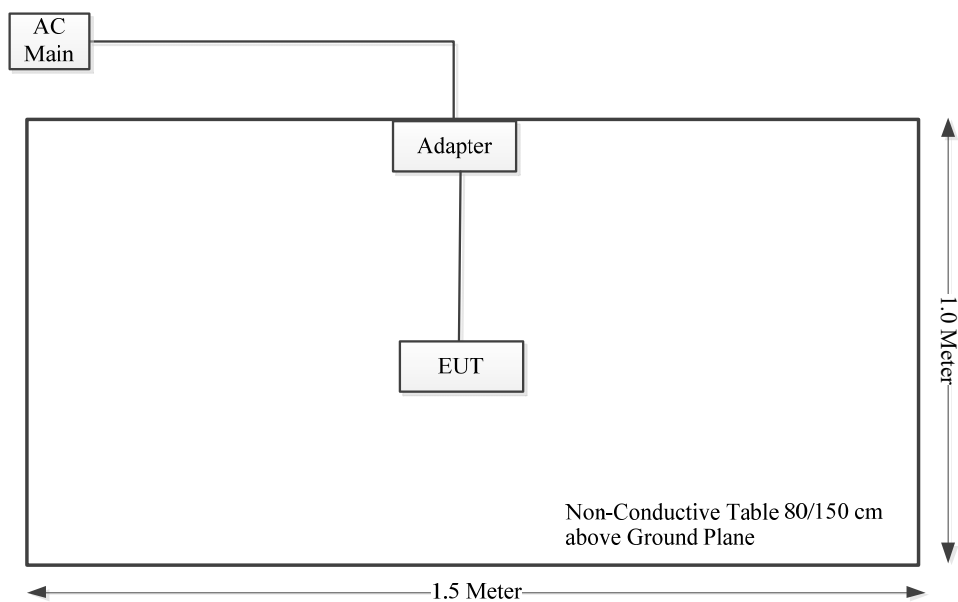 AC
Main
Adapter
EUT
1.0 Meter
Non-Conductive Table 80/150 cm
above Ground Plane
1.5 Meter